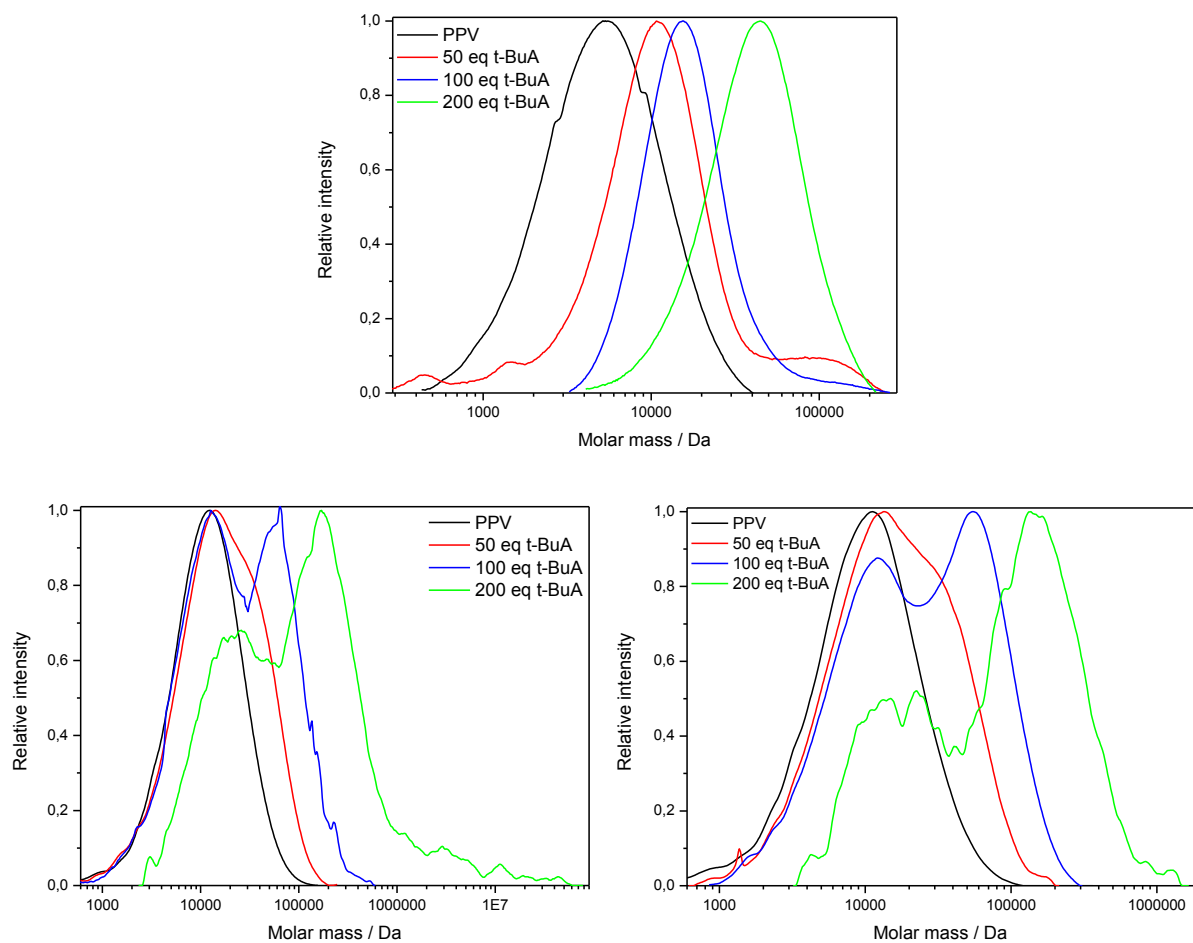 1,0
0,8
0,6
0,4
0,2
0,0
Relative intensity
PPV
50 eq t-BuA
100 eq t-BuA
200 eq t-BuA
1000 10000 100000
Molar mass / Da
1,0
0,8
0,6
0,4
0,2
0,0
Relative intensity
PPV
50 eq t-BuA
100 eq t-BuA
200 eq t-BuA
1000 10000 100000 1000000 1E7
Molar mass / Da
1,0
0,8
0,6
0,4
0,2
0,0
Relative intensity
PPV
50 eq t-BuA
100 eq t-BuA
200 eq t-BuA
1000 10000 100000 1000000
Molar mass / Da